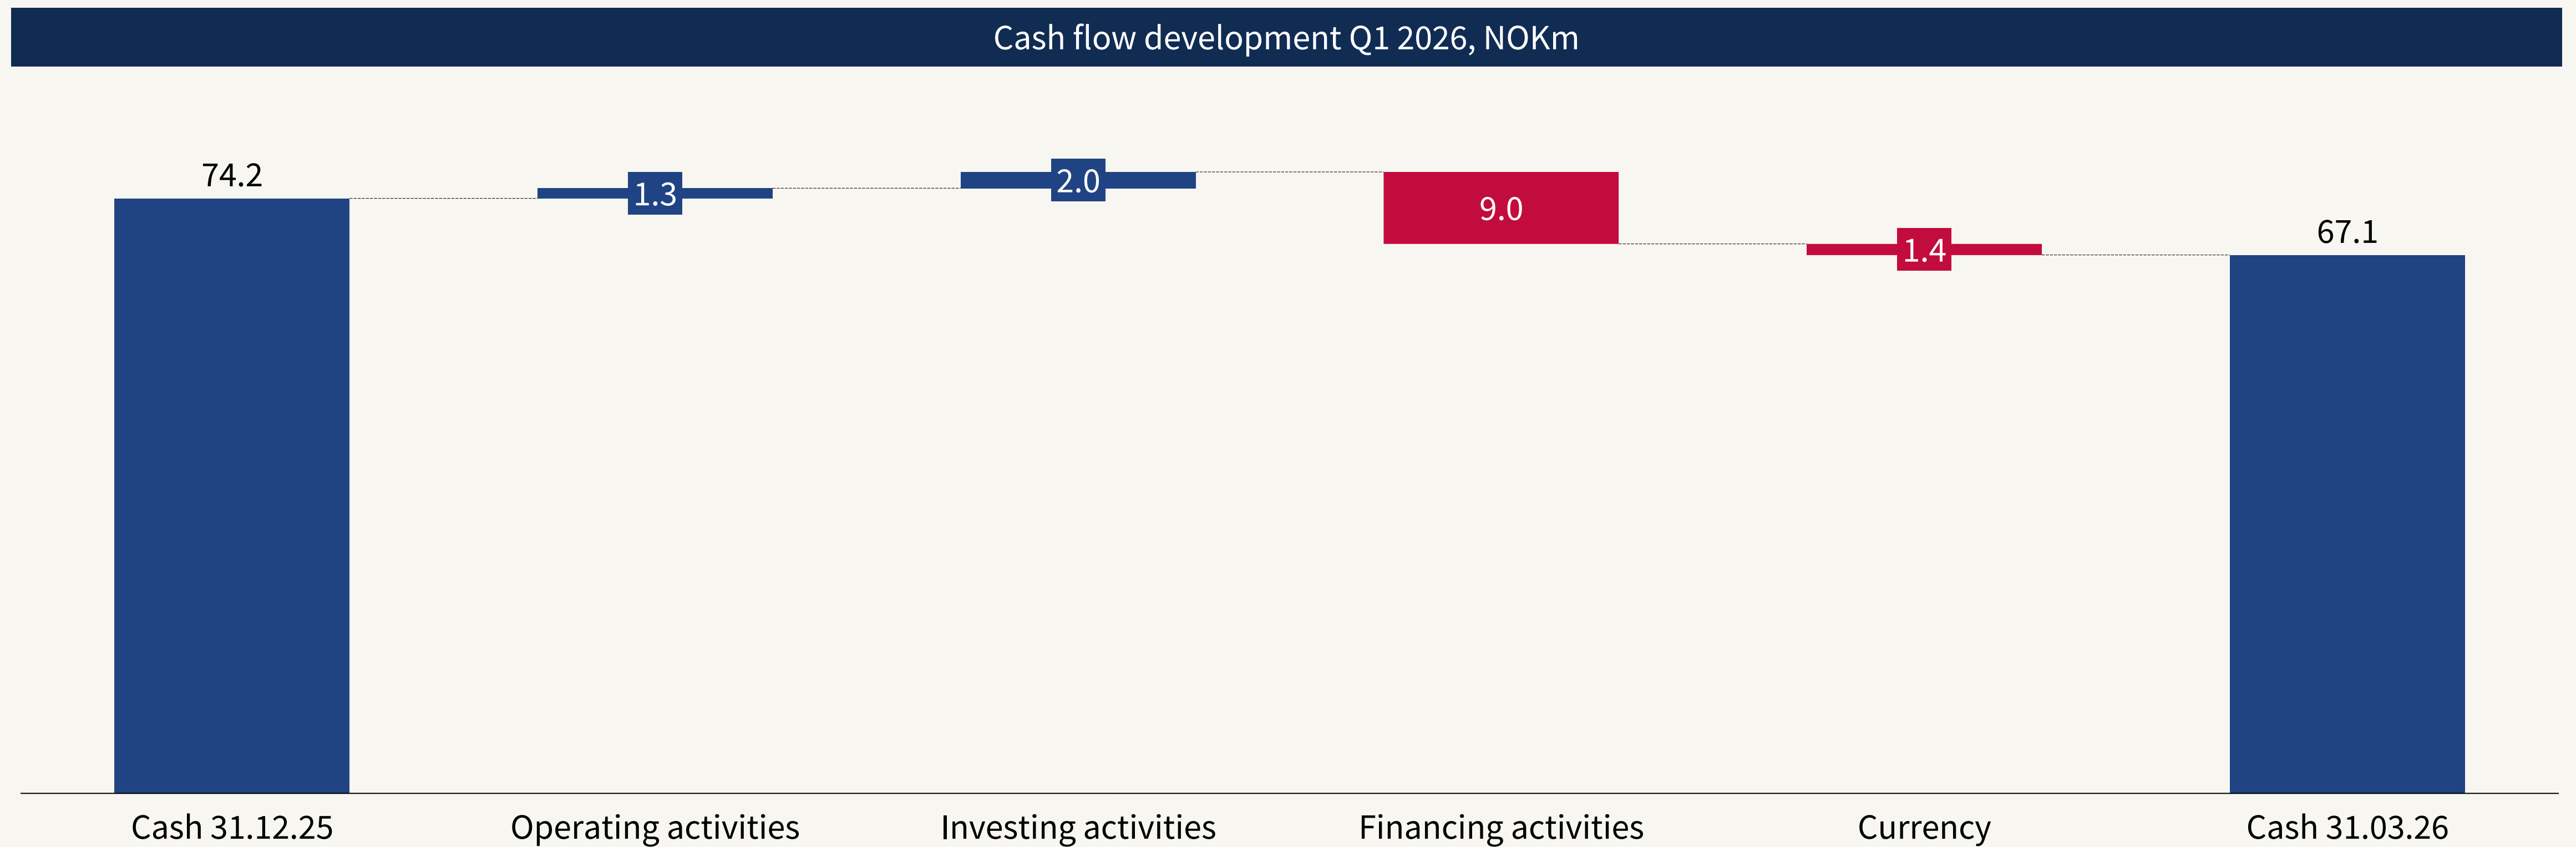 Cash flow development Q1 2026, NOKm
74.2
1.3
2.0
9.0
1.4
67.1
Cash 31.12.25
Operating activities
Investing activities
Financing activities
Currency
Cash 31.03.26